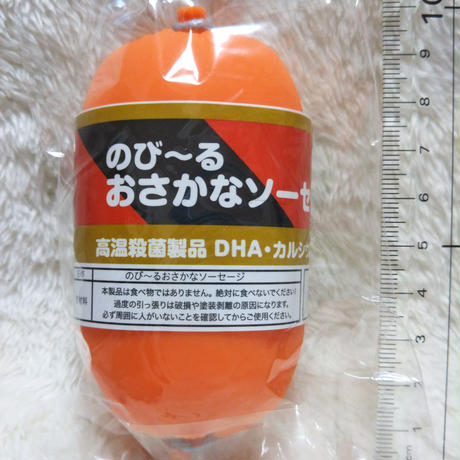 のび〜る
おさかなソーセ
高温殺菌製品 DHA・カルシウ
のび〜るおさかなソーセージ
本製品は食べ物ではありません。絶対に食べないでください！
過度の引っ張りは破損や塗装剥離の原因になります。
必ず周囲に人がいないことを確認してからご使用ください。
材料
10
9
8
7
6
5
4
3
2
1
cm